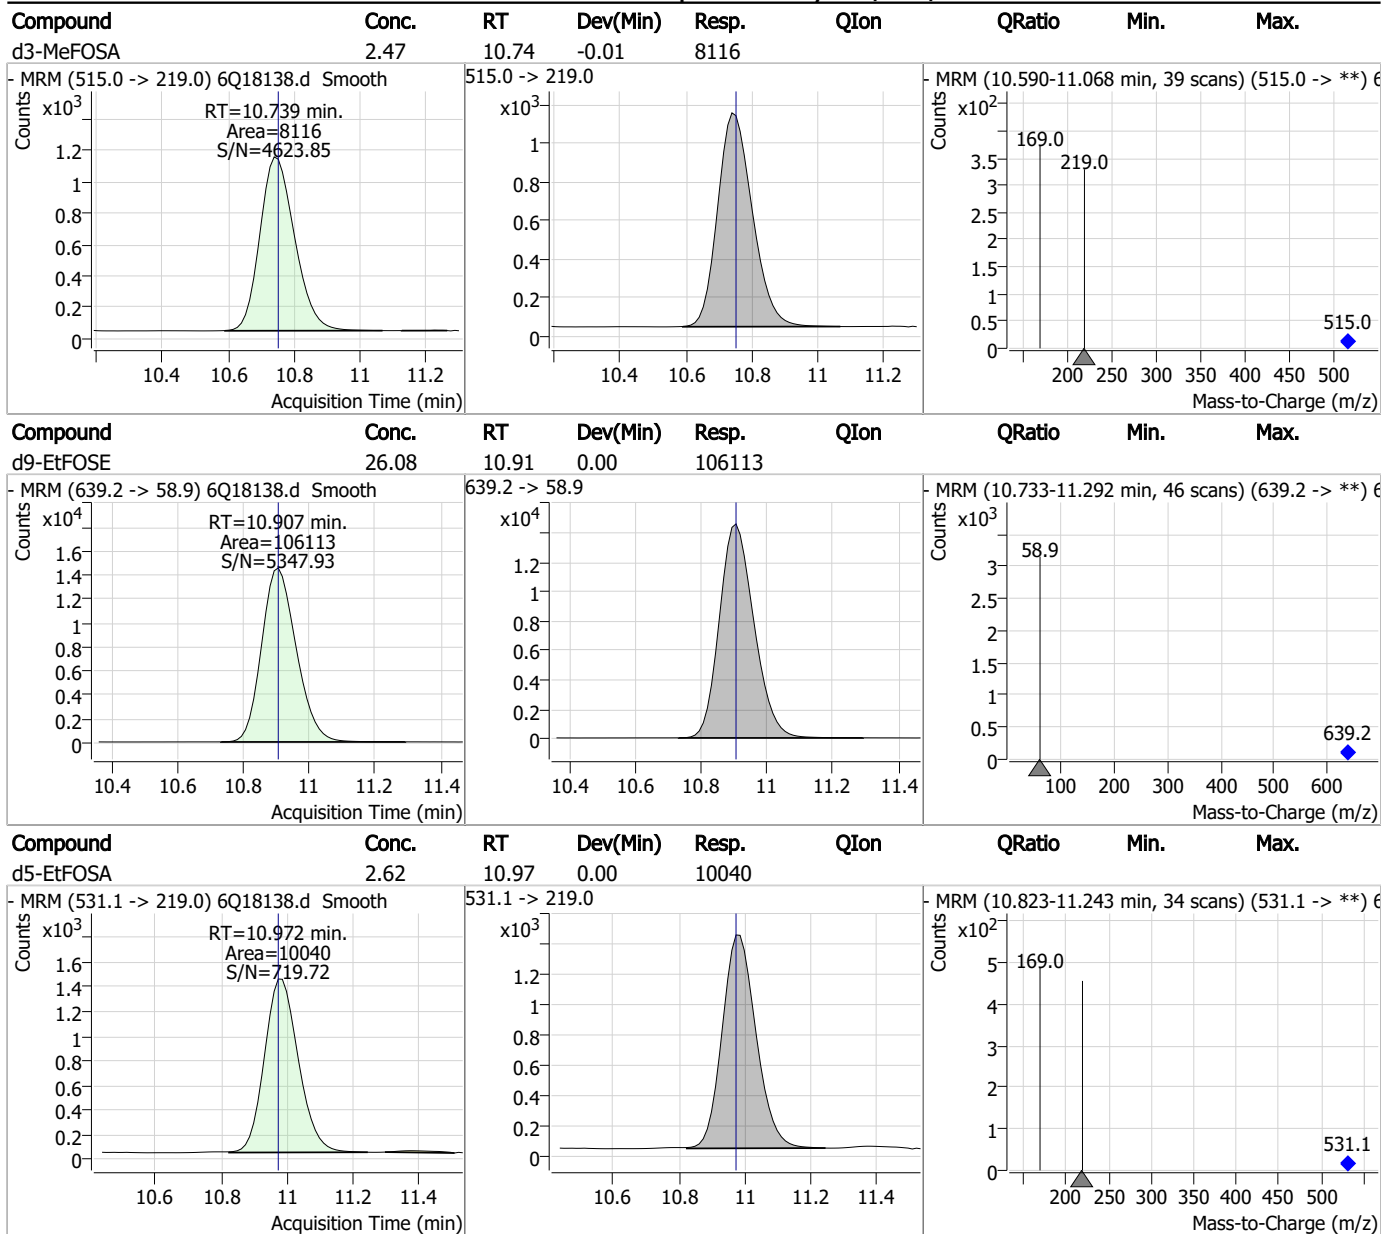 Compound Conc. RT Dev(Min) Resp. QIon QRatio Min. Max.
d3-MeFOSA 2.47 10.74 -0.01 8116
- MRM (515.0 -> 219.0) 6Q18138.d Smooth
515.0 -> 219.0
- MRM (10.590-11.068 min, 39 scans) (515.0 -> **) 6
Counts
x10³
RT=10.739 min.
Area=8116
S/N=4623.85
1.2
1
0.8
0.6
0.4
0.2
0
10.4 10.6 10.8 11 11.2
Acquisition Time (min)
x10³
1
0.8
0.6
0.4
0.2
0
10.4 10.6 10.8 11 11.2
Counts
x10²
169.0
219.0
3.5
3
2.5
2
1.5
1
0.5
0
515.0
200 250 300 350 400 450 500
Mass-to-Charge (m/z)
Compound Conc. RT Dev(Min) Resp. QIon QRatio Min. Max.
d9-EtFOSE 26.08 10.91 0.00 106113
- MRM (639.2 -> 58.9) 6Q18138.d Smooth
639.2 -> 58.9
- MRM (10.733-11.292 min, 46 scans) (639.2 -> **) 6
Counts
x10⁴
RT=10.907 min.
Area=106113
S/N=5347.93
1.6
1.4
1.2
1
0.8
0.6
0.4
0.2
0
10.4 10.6 10.8 11 11.2 11.4
Acquisition Time (min)
x10⁴
1.2
1
0.8
0.6
0.4
0.2
0
10.4 10.6 10.8 11 11.2 11.4
Counts
x10³
58.9
3
2.5
2
1.5
1
0.5
0
639.2
100 200 300 400 500 600
Mass-to-Charge (m/z)
Compound Conc. RT Dev(Min) Resp. QIon QRatio Min. Max.
d5-EtFOSA 2.62 10.97 0.00 10040
- MRM (531.1 -> 219.0) 6Q18138.d Smooth
531.1 -> 219.0
- MRM (10.823-11.243 min, 34 scans) (531.1 -> **) 6
Counts
x10³
RT=10.972 min.
Area=10040
S/N=719.72
1.6
1.4
1.2
1
0.8
0.6
0.4
0.2
0
10.6 10.8 11 11.2 11.4
Acquisition Time (min)
x10³
1.2
1
0.8
0.6
0.4
0.2
0
10.6 10.8 11 11.2 11.4
Counts
x10²
169.0
5
4
3
2
1
0
531.1
200 250 300 350 400 450 500
Mass-to-Charge (m/z)